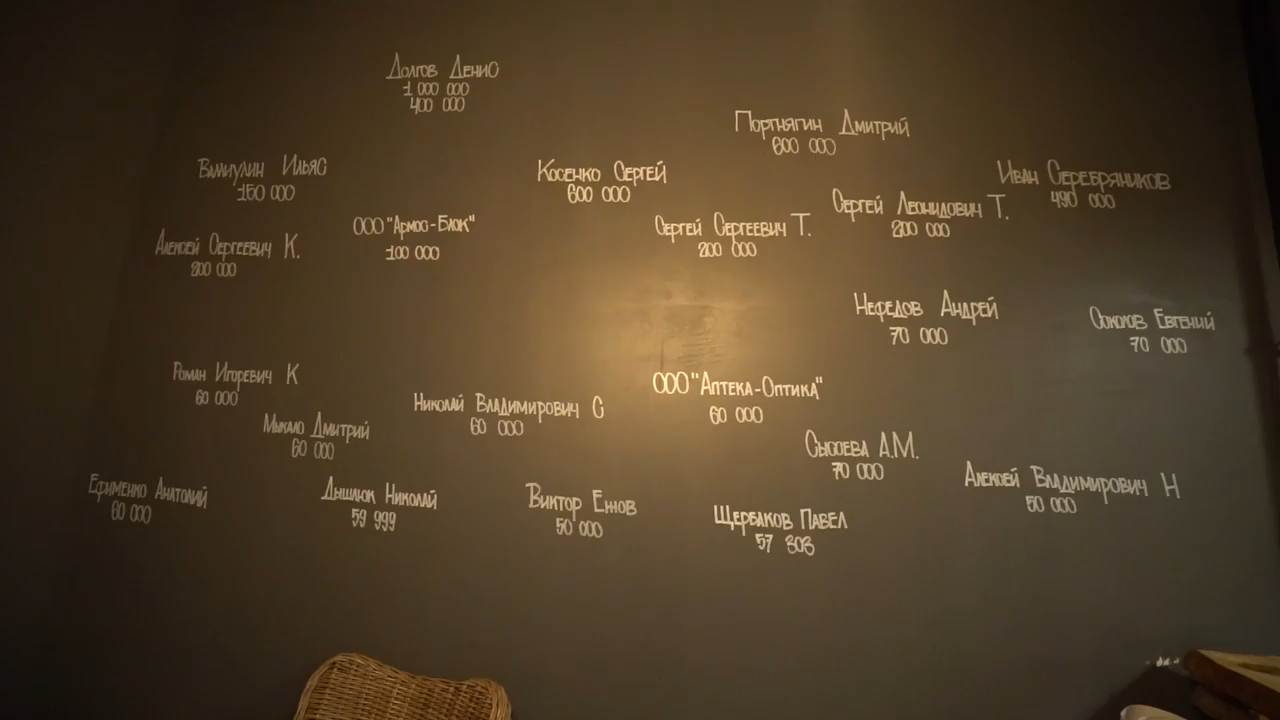 Долгов Денис
1 000 000
400 000
Портнягин Дмитрий
600 000
Вамиулин Ильяс
150 000
Косенко Сергей
600 000
Иван Серебряников
490 000
Сергей Леонидович Т.
200 000
ООО "Армос-Блок"
100 000
Сергей Сергеевич Т.
200 000
Алексей Сергеевич К.
200 000
Нефедов Андрей
70 000
Соколов Евгений
70 000
Роман Игоревич К
60 000
ООО "Аптека-Оптика"
60 000
Николай Владимирович С
60 000
Мыкало Дмитрий
60 000
Сысоева А.М.
70 000
Алексей Владимирович Н
50 000
Ефименко Анатолий
60 000
Дышлюк Николай
59 999
Виктор Ежов
50 000
Щербаков Павел
57 303